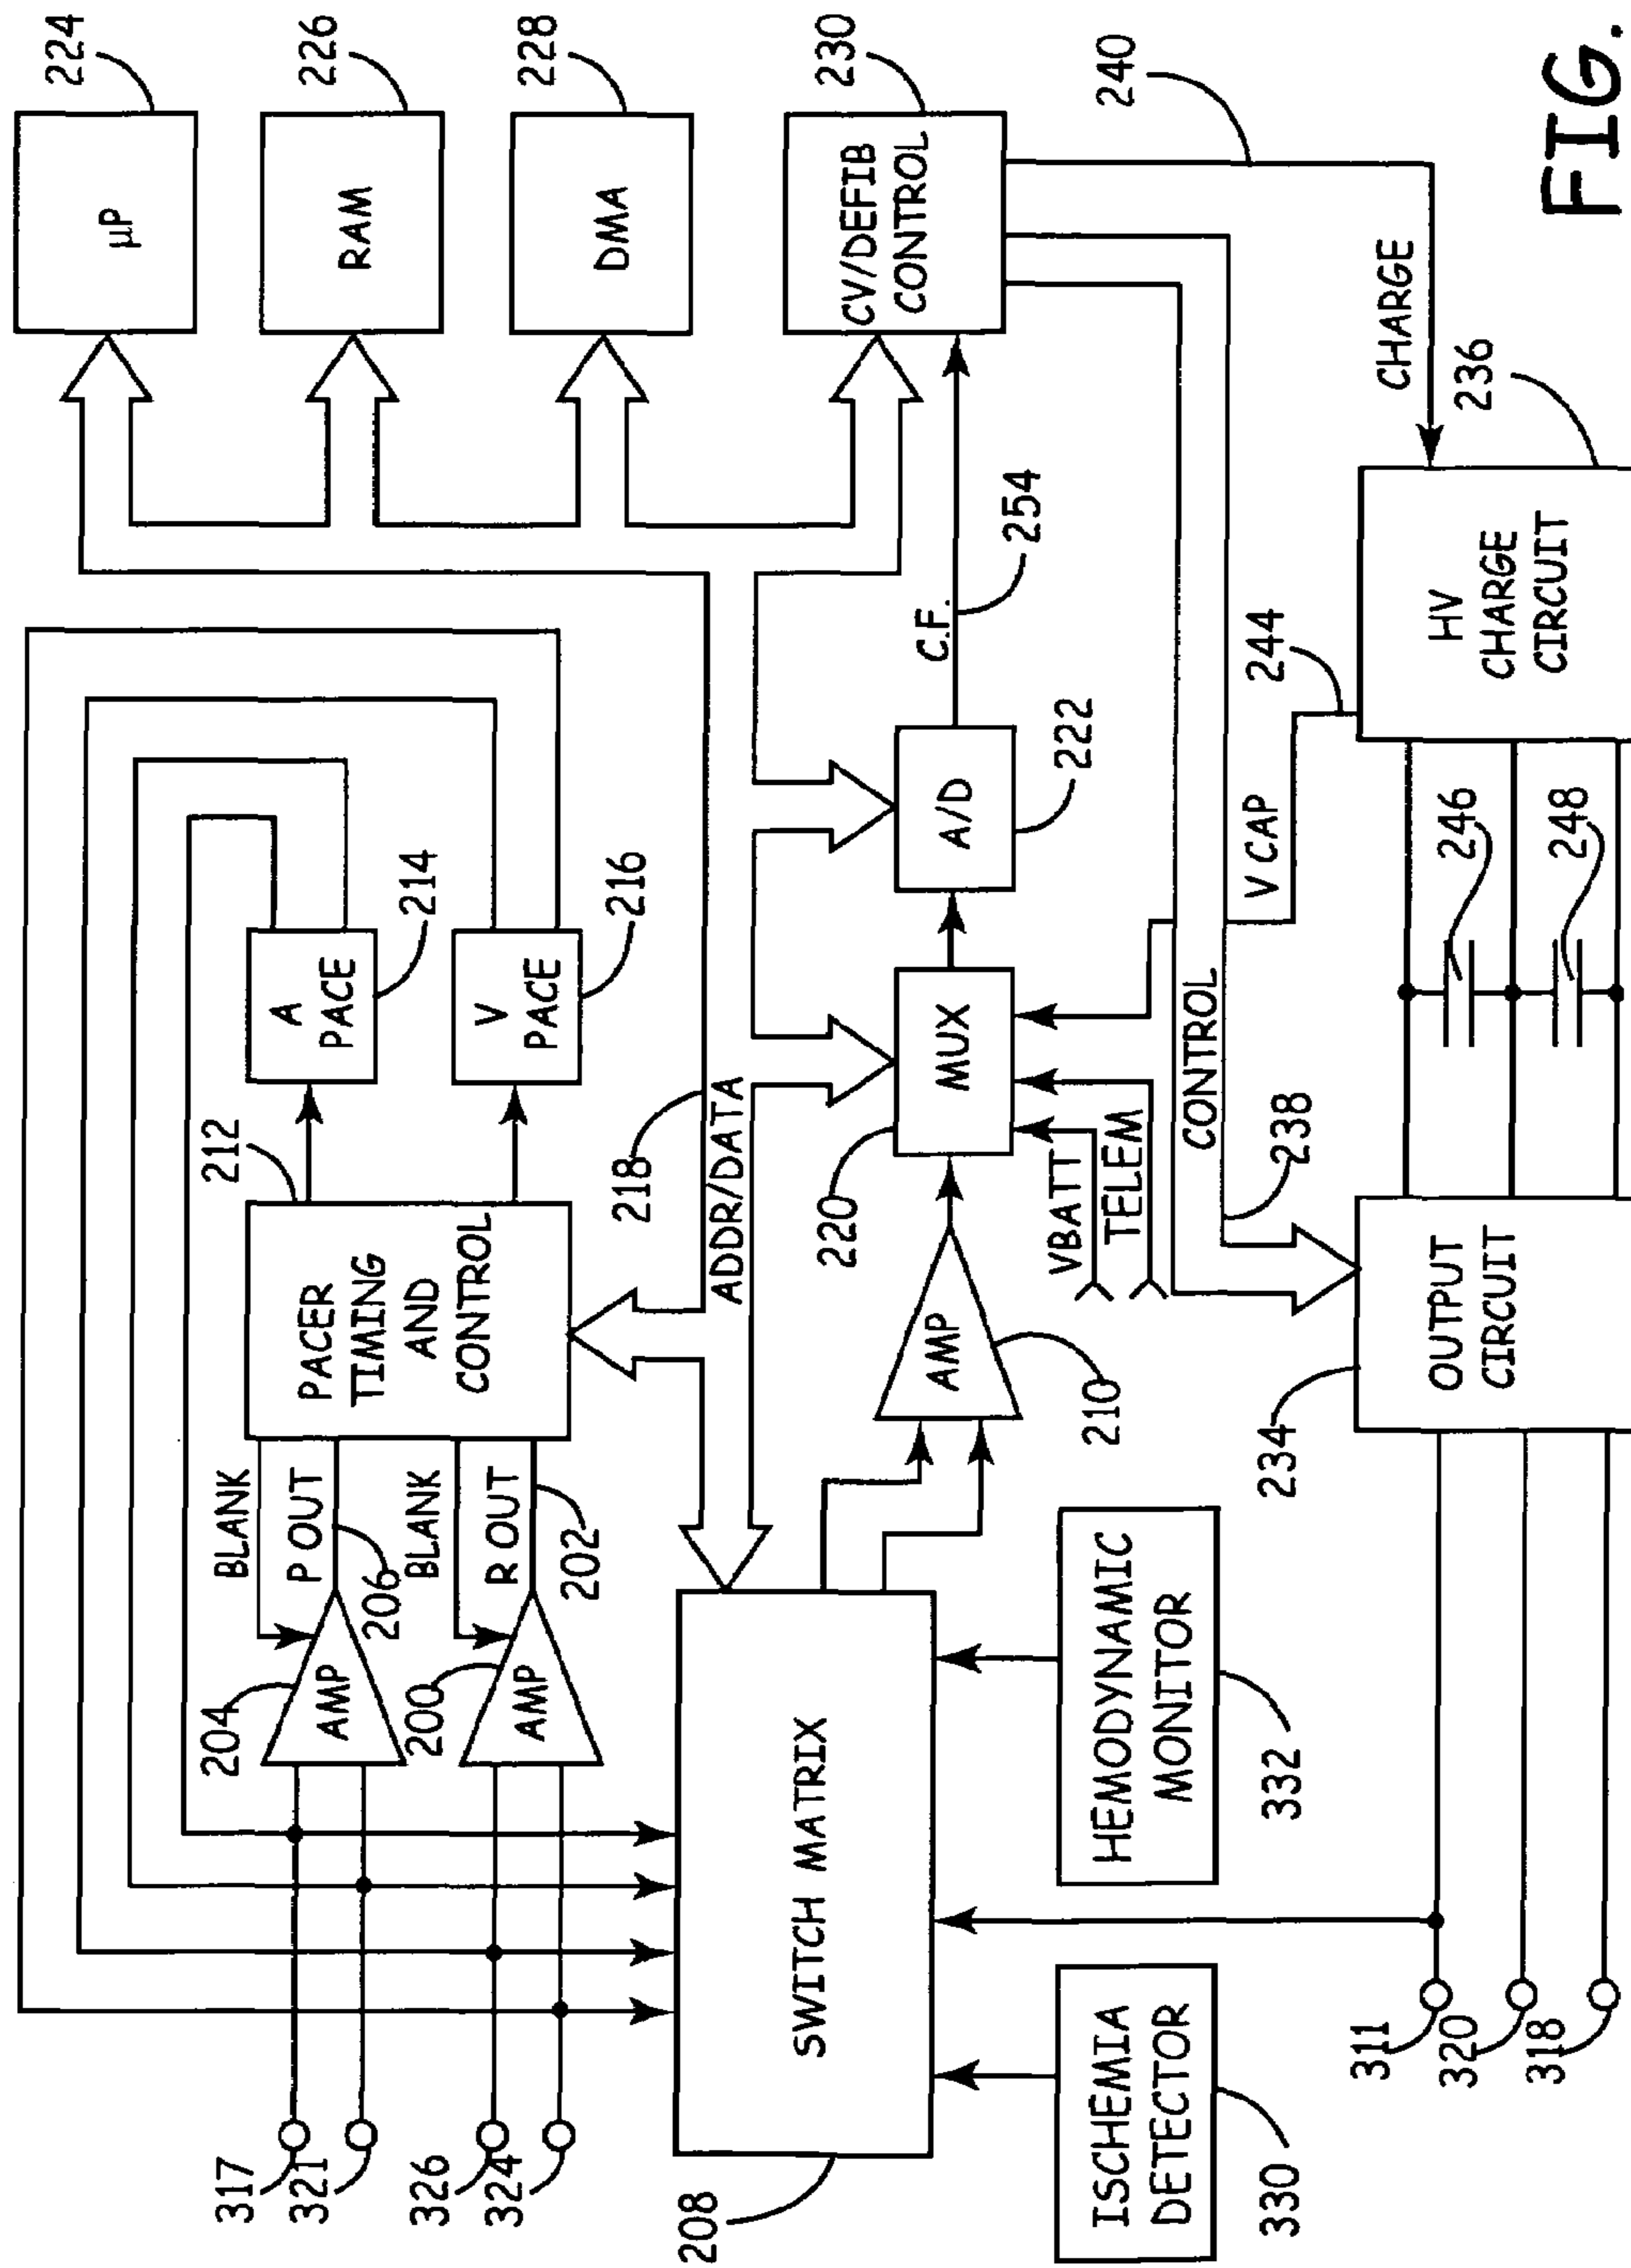 317
321
326
324
204
AMP
BLANK
P OUT
206
200
AMP
BLANK
R OUT
202
PACER
TIMING
AND
CONTROL
212
A
PACE
214
V
PACE
216
μP
224
RAM
226
DMA
228
CV/DEFIB
CONTROL
230
218
ADDR/DATA
SWITCH MATRIX
208
AMP
210
MUX
220
A/D
222
C.F.
254
VBATT
TELEM
CONTROL
238
V CAP
244
240
CHARGE
ISCHEMIA
DETECTOR
330
HEMODYNAMIC
MONITOR
332
311
320
318
OUTPUT
CIRCUIT
234
246
248
HV
CHARGE
CIRCUIT
236
FIG.